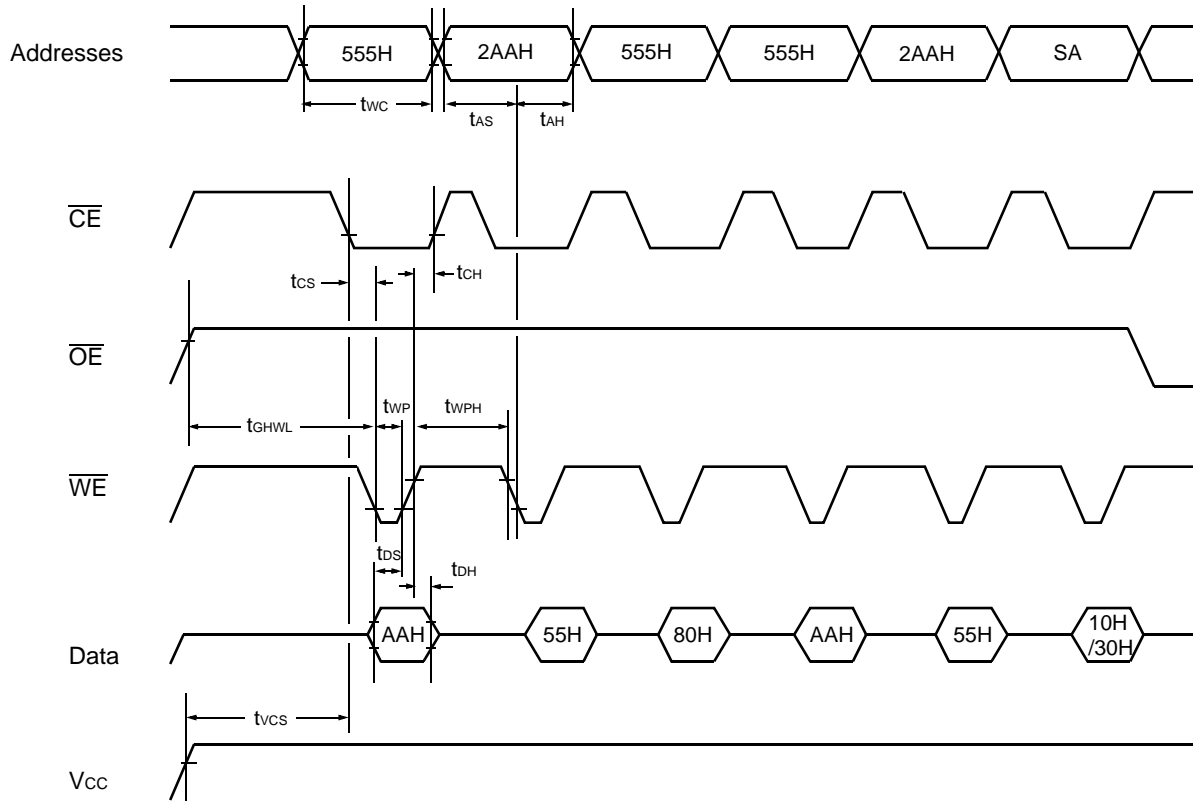 Addresses 555H 2AAH 555H 555H 2AAH SA
tWC tAS tAH
CE
tCS tCH
OE
tGHWL tWP tWPH
WE
tDS tDH
Data AAH 55H 80H AAH 55H 10H
/30H
tVCS
VCC